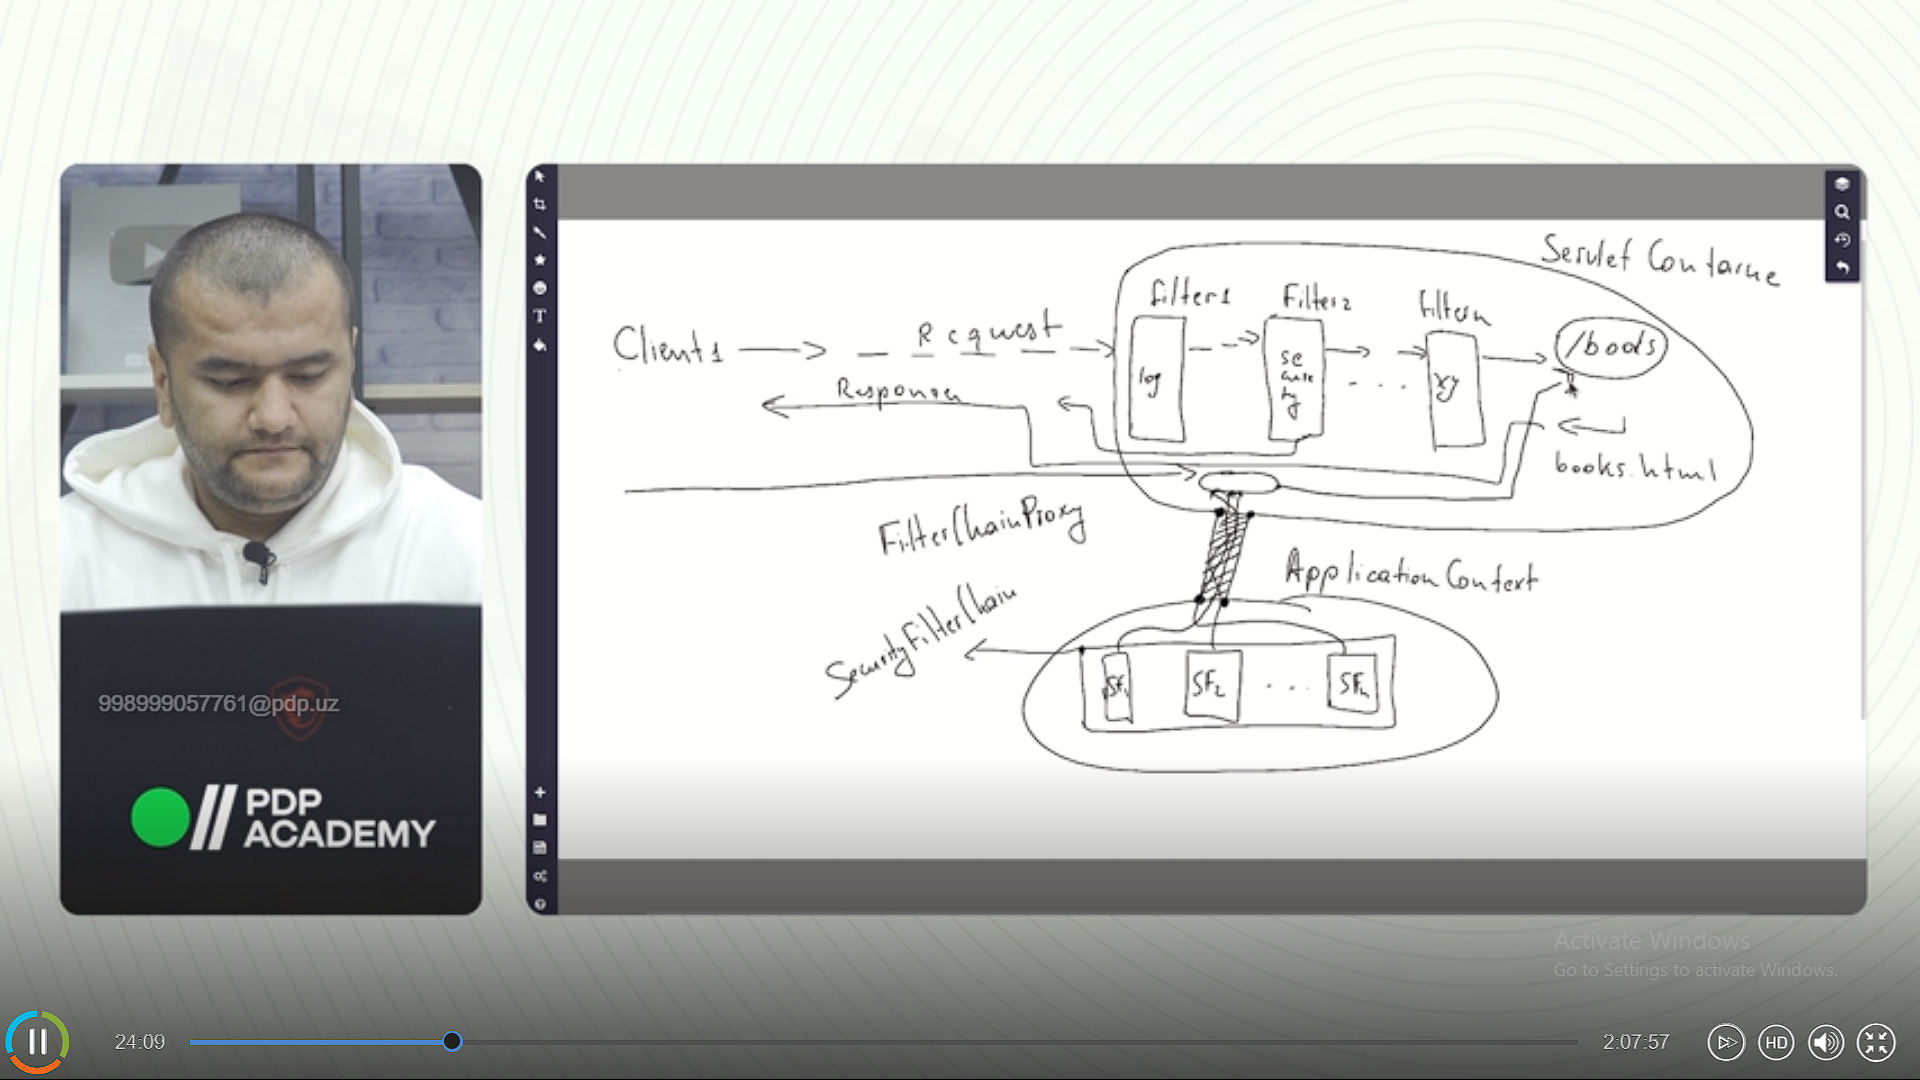 Servlet Containe
Filter1
Filter2
filtern
Client1
Request
/books
log
se
curi
ty
xy
Response
books.html
FilterChainProxy
Application Context
SecurityFilterChain
SF1
SF2
...
SFn
998999057761@pdp.uz
PDP
ACADEMY
Activate Windows
Go to Settings to activate Windows.
24:09
2:07:57
HD